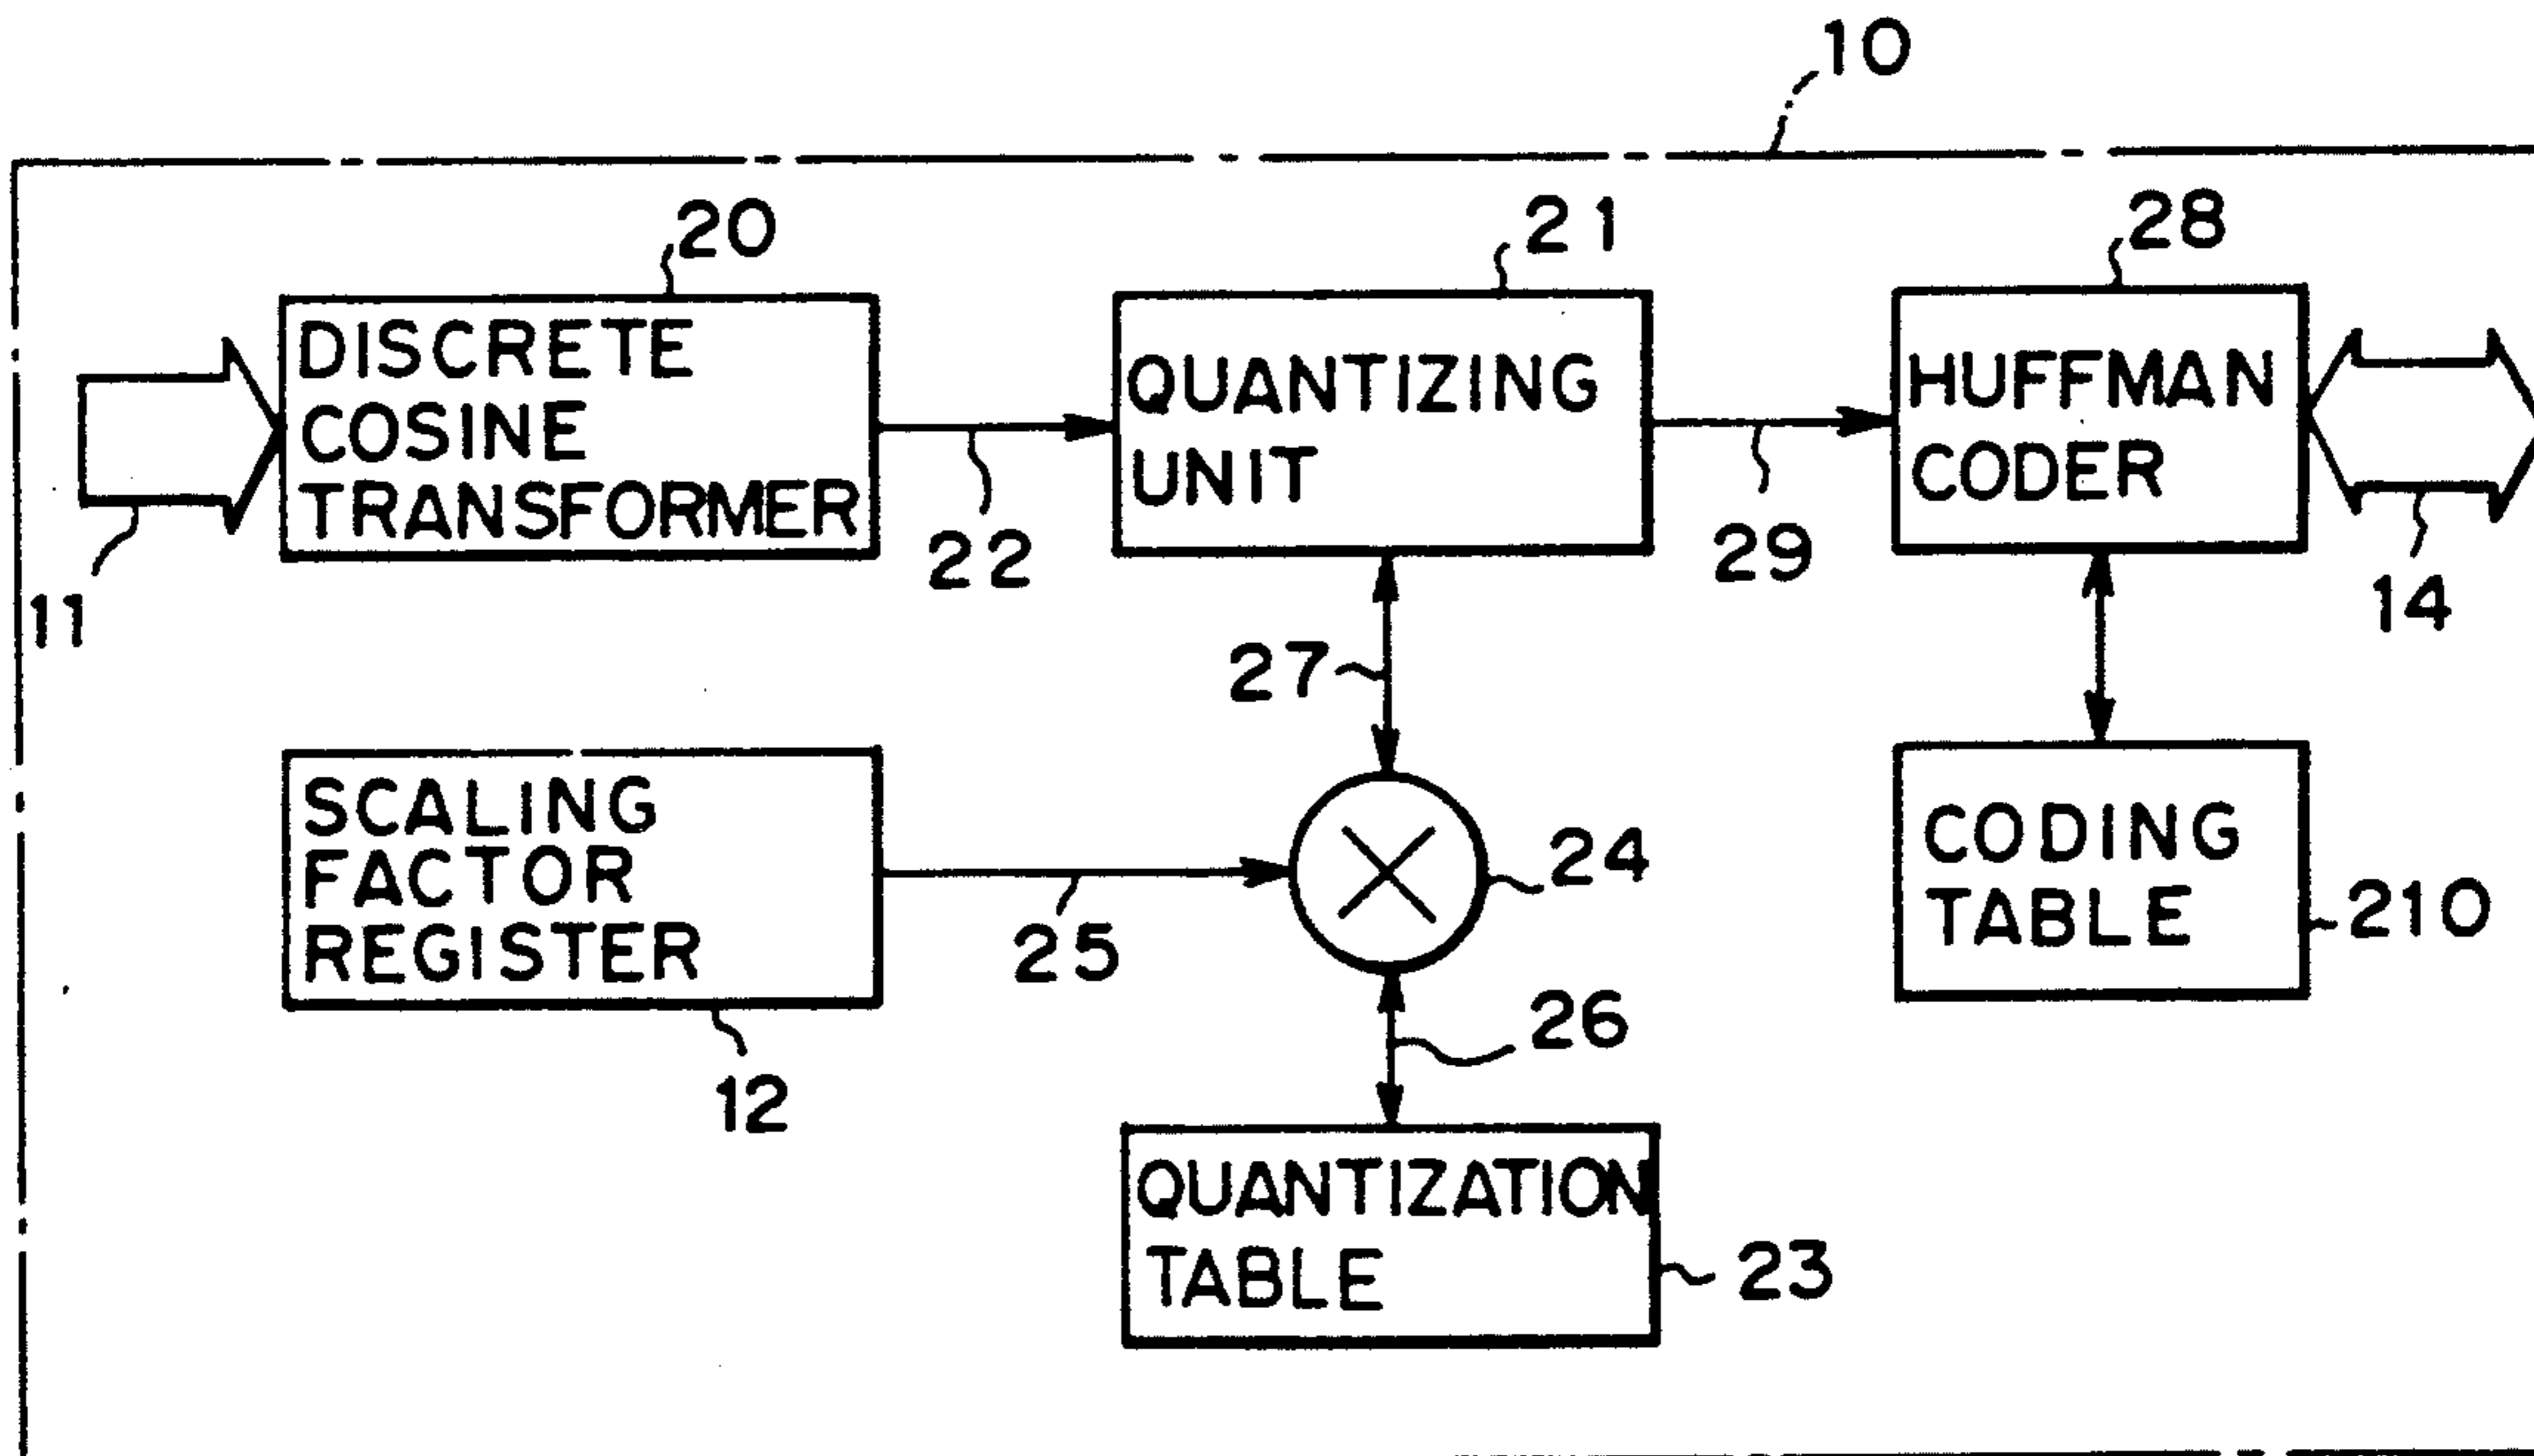 10
20
21
28
DISCRETE
COSINE
TRANSFORMER
QUANTIZING
UNIT
HUFFMAN
CODER
11
22
29
14
27
SCALING
FACTOR
REGISTER
12
25
24
CODING
TABLE
210
26
QUANTIZATION
TABLE
23